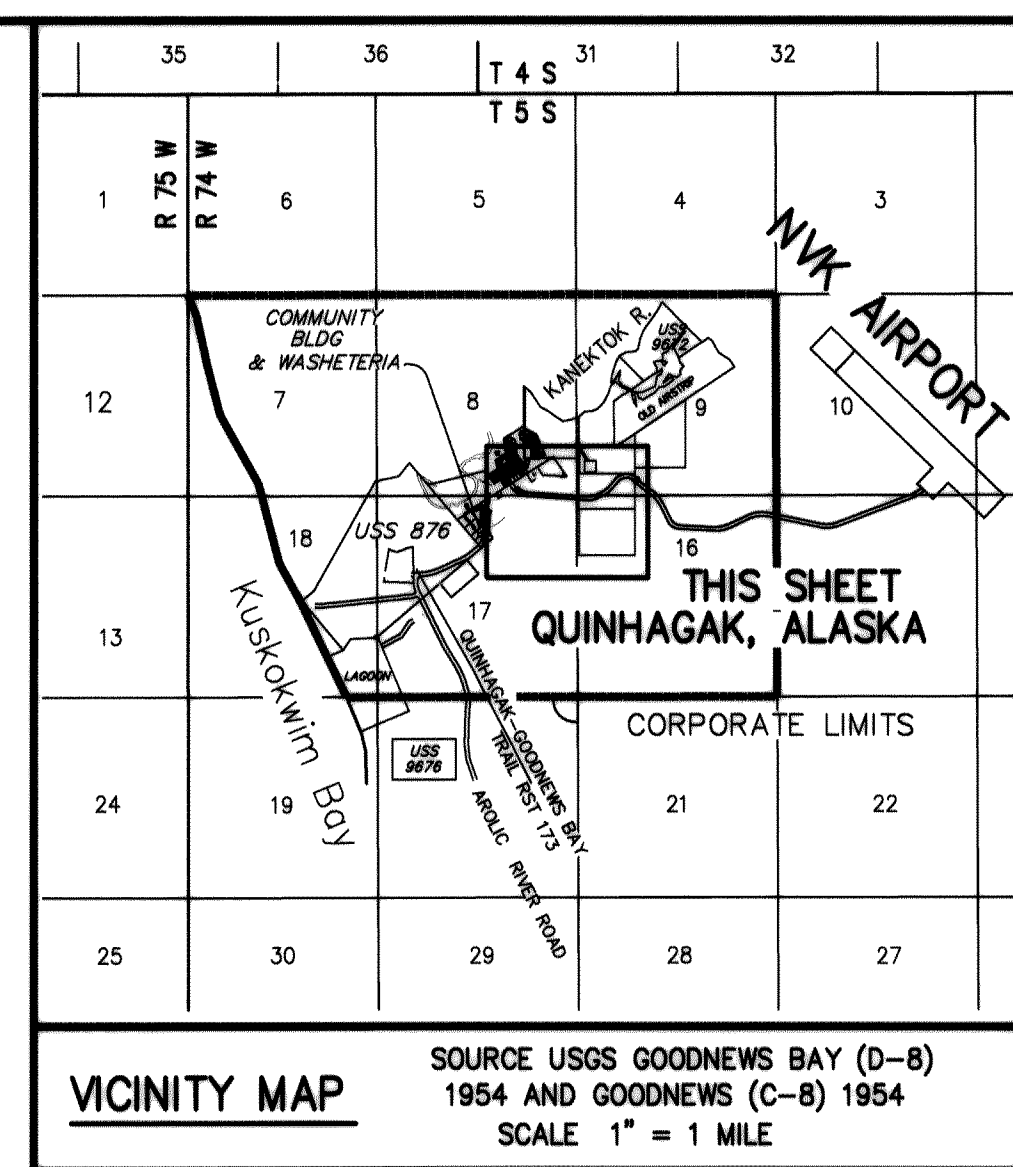 35 36 31 32
T 4 S
T 5 S
R 75 W
R 74 W
1 6 5 4 3
NVK AIRPORT
COMMUNITY
BLDG
& WASHETERIA
KANEKTOK R.
USS
9672
OLD AIRSTRIP
12 7 8 9 10
USS 876
18 16
THIS SHEET
QUINHAGAK, ALASKA
13 17
Kuskokwim Bay
LAGOON
QUINHAGAK-GOODNEWS BAY
TRAIL RST 173
CORPORATE LIMITS
USS
9676
AROLIC RIVER ROAD
24 19 21 22
25 30 29 28 27
VICINITY MAP
SOURCE USGS GOODNEWS BAY (D-8)
1954 AND GOODNEWS (C-8) 1954
SCALE 1" = 1 MILE